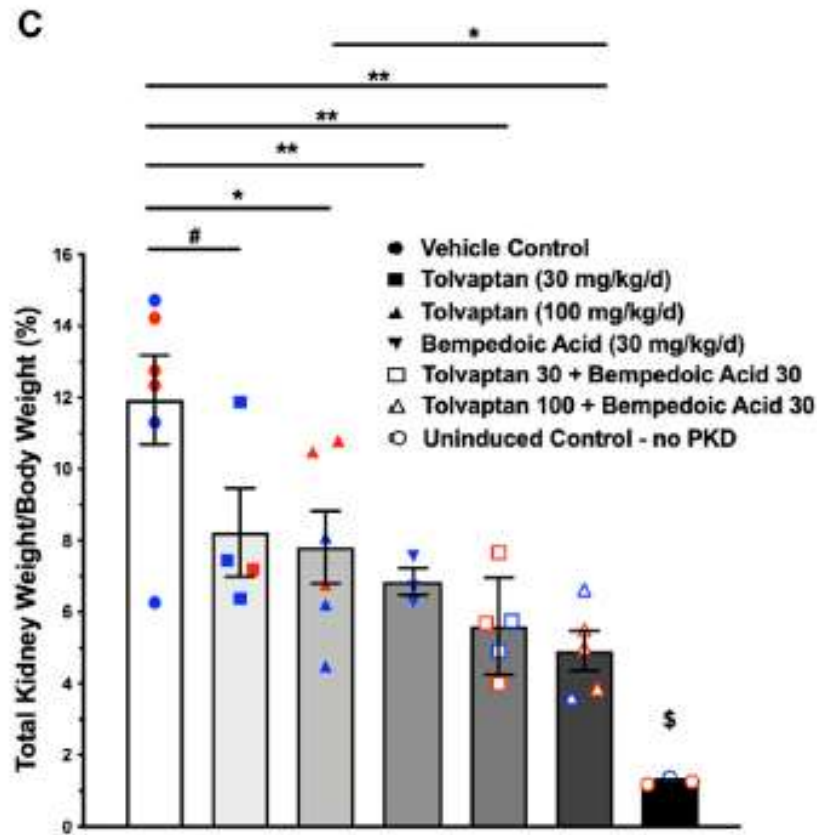 C
*
**
**
**
*
#
Total Kidney Weight/Body Weight (%)
16
14
12
10
8
6
4
2
0
Vehicle Control
Tolvaptan (30 mg/kg/d)
Tolvaptan (100 mg/kg/d)
Bempedoic Acid (30 mg/kg/d)
Tolvaptan 30 + Bempedoic Acid 30
Tolvaptan 100 + Bempedoic Acid 30
Uninduced Control - no PKD
$